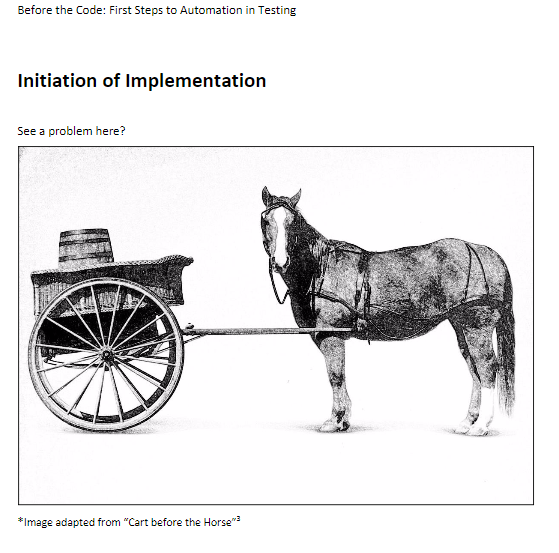 Before the Code: First Steps to Automation in Testing
Initiation of Implementation
See a problem here?
*Image adapted from "Cart before the Horse"³